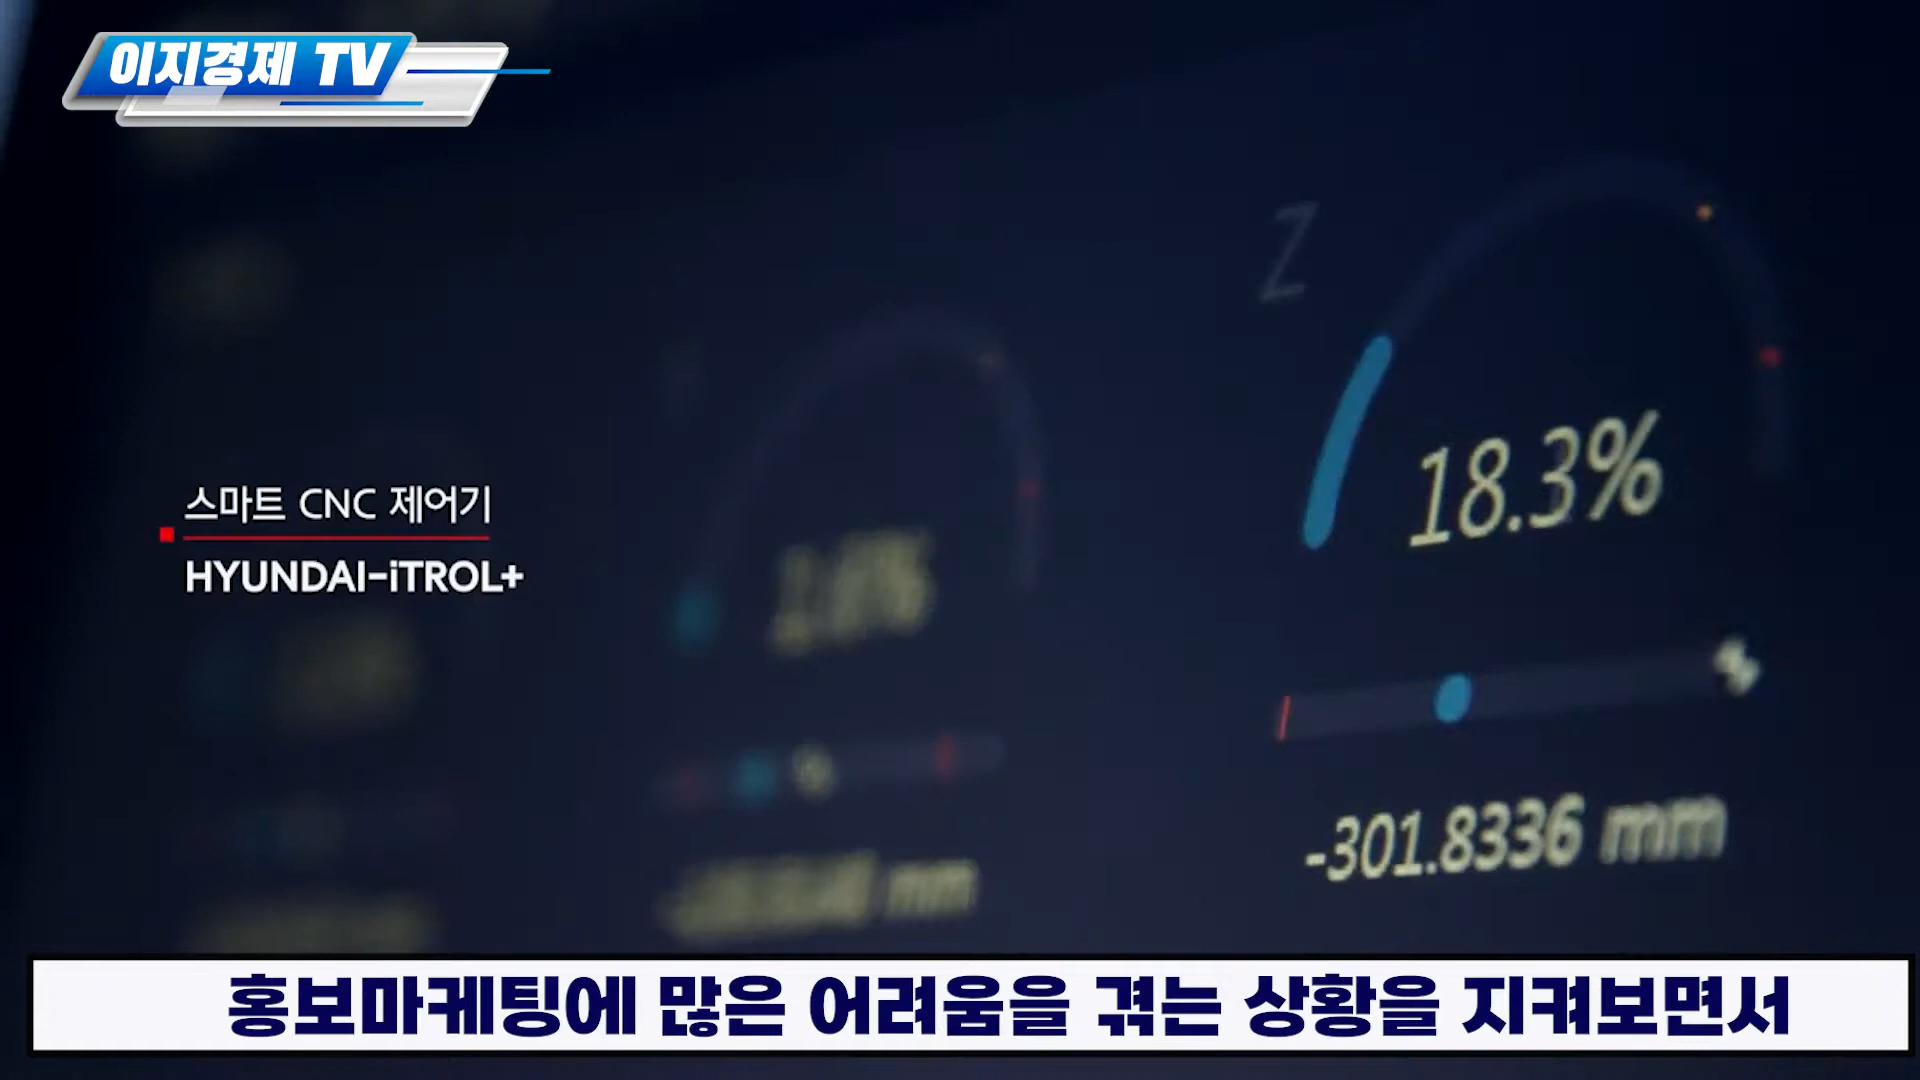 이지경제 TV
Z
18.3%
스마트 CNC 제어기
HYUNDAI-iTROL+
-301.8336 mm
mm
홍보마케팅에 많은 어려움을 겪는 상황을 지켜보면서